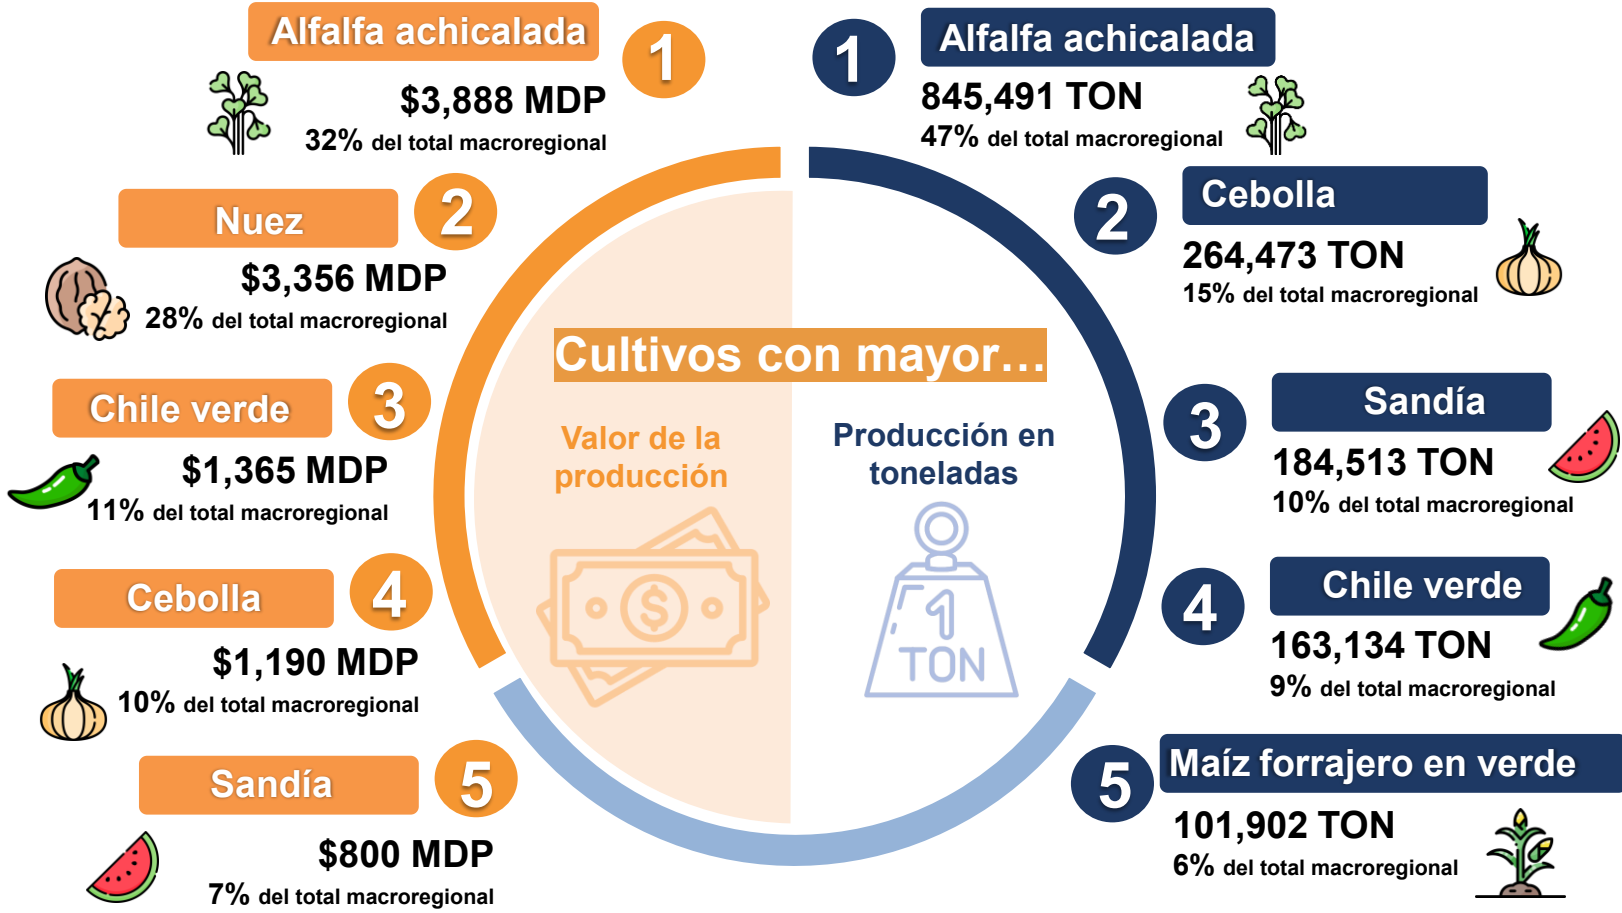 Alfalfa achicalada
1
$3,888 MDP
32% del total macroregional
Nuez
2
$3,356 MDP
28% del total macroregional
Chile verde
3
$1,365 MDP
11% del total macroregional
Cebolla
4
$1,190 MDP
10% del total macroregional
Sandía
5
$800 MDP
7% del total macroregional
Cultivos con mayor...
Valor de la
producción
Producción en
toneladas
1
TON
1
Alfalfa achicalada
845,491 TON
47% del total macroregional
2
Cebolla
264,473 TON
15% del total macroregional
3
Sandía
184,513 TON
10% del total macroregional
4
Chile verde
163,134 TON
9% del total macroregional
5
Maíz forrajero en verde
101,902 TON
6% del total macroregional